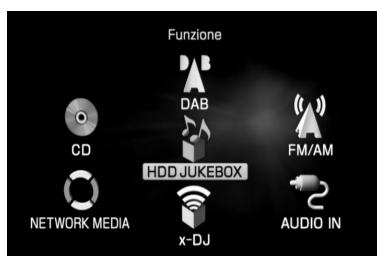 Funzione
DAB
CD
FM/AM
HDD JUKEBOX
NETWORK MEDIA
AUDIO IN
x-DJ